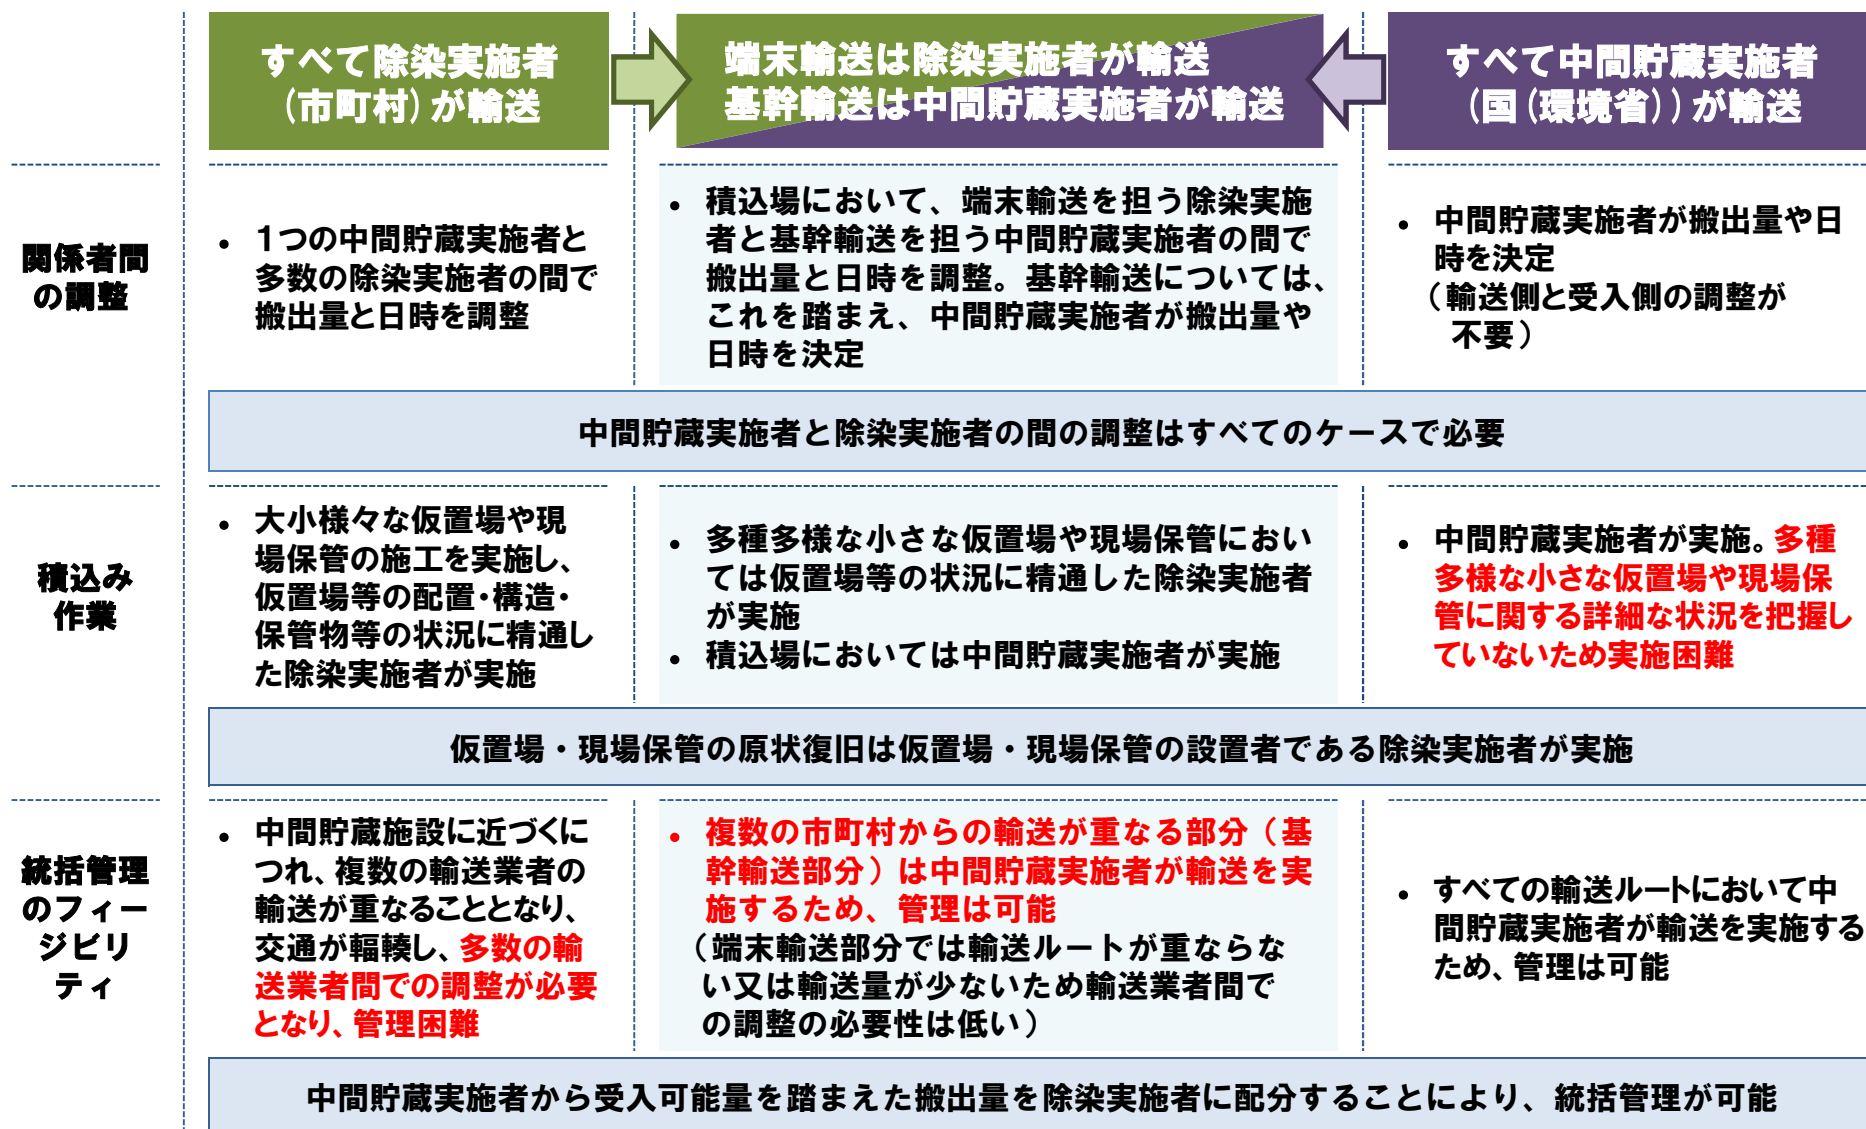 すべて除染実施者
(市町村)が輸送
端末輸送は除染実施者が輸送
基幹輸送は中間貯蔵実施者が輸送
すべて中間貯蔵実施者
(国(環境省))が輸送
関係者間
の調整
• 1つの中間貯蔵実施者と
多数の除染実施者の間で
搬出量と日時を調整
• 積込場において、端末輸送を担う除染実施
者と基幹輸送を担う中間貯蔵実施者の間で
搬出量と日時を調整。基幹輸送については、
これを踏まえ、中間貯蔵実施者が搬出量や
日時を決定
• 中間貯蔵実施者が搬出量や日
時を決定
(輸送側と受入側の調整が
不要)
中間貯蔵実施者と除染実施者の間の調整はすべてのケースで必要
積込み
作業
• 大小様々な仮置場や現
場保管の施工を実施し、
仮置場等の配置・構造・
保管物等の状況に精通し
た除染実施者が実施
• 多種多様な小さな仮置場や現場保管におい
ては仮置場等の状況に精通した除染実施者
が実施
• 積込場においては中間貯蔵実施者が実施
• 中間貯蔵実施者が実施。多種
多様な小さな仮置場や現場保
管に関する詳細な状況を把握し
ていないため実施困難
仮置場・現場保管の原状復旧は仮置場・現場保管の設置者である除染実施者が実施
統括管理
のフィー
ジビリ
ティ
• 中間貯蔵施設に近づくに
つれ、複数の輸送業者の
輸送が重なることとなり、
交通が輻輳し、多数の輸
送業者間での調整が必要
となり、管理困難
• 複数の市町村からの輸送が重なる部分(基
幹輸送部分)は中間貯蔵実施者が輸送を実
施するため、管理は可能
(端末輸送部分では輸送ルートが重ならな
い又は輸送量が少ないため輸送業者間で
の調整の必要性は低い)
• すべての輸送ルートにおいて中
間貯蔵実施者が輸送を実施する
ため、管理は可能
中間貯蔵実施者から受入可能量を踏まえた搬出量を除染実施者に配分することにより、統括管理が可能